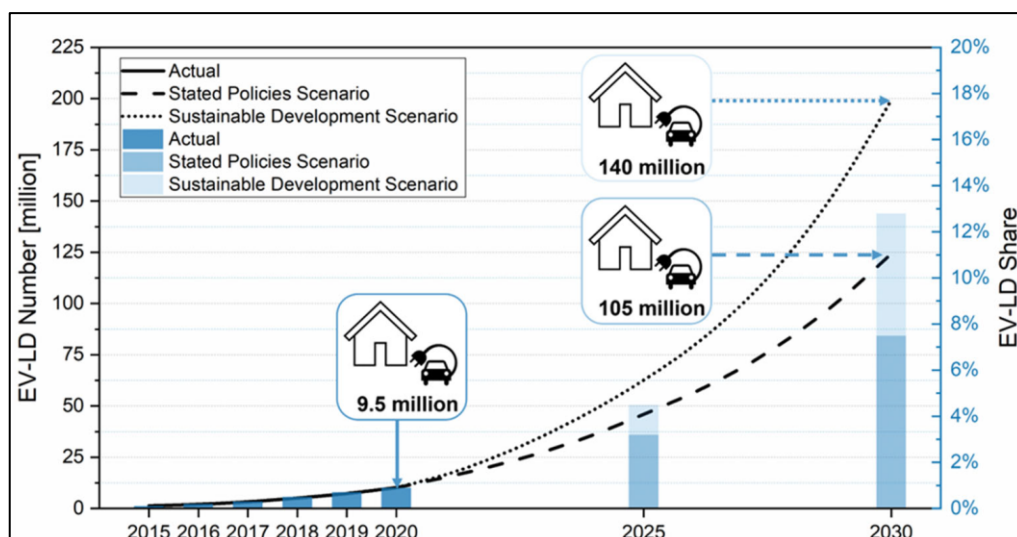 EV-LD Number [million]
225
200
175
150
125
100
75
50
25
0
Actual
Stated Policies Scenario
Sustainable Development Scenario
Actual
Stated Policies Scenario
Sustainable Development Scenario
140 million
105 million
9.5 million
20%
18%
16%
14%
12%
10%
8%
6%
4%
2%
0%
EV-LD Share
2015 2016 2017 2018 2019 2020 2025 2030